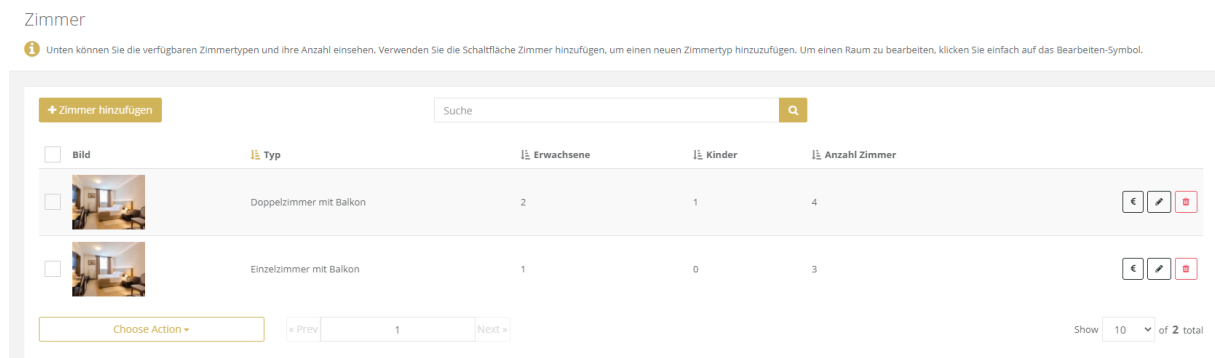 Zimmer
Unten können Sie die verfügbaren Zimmertypen und ihre Anzahl einsehen. Verwenden Sie die Schaltfläche Zimmer hinzufügen, um einen neuen Zimmertyp hinzuzufügen. Um einen Raum zu bearbeiten, klicken Sie einfach auf das Bearbeiten-Symbol.
+ Zimmer hinzufügen Suche
Bild Typ Erwachsene Kinder Anzahl Zimmer
Doppelzimmer mit Balkon 2 1 4 €
Einzelzimmer mit Balkon 1 0 3 €
Choose Action « Prev 1 Next » Show 10 of 2 total